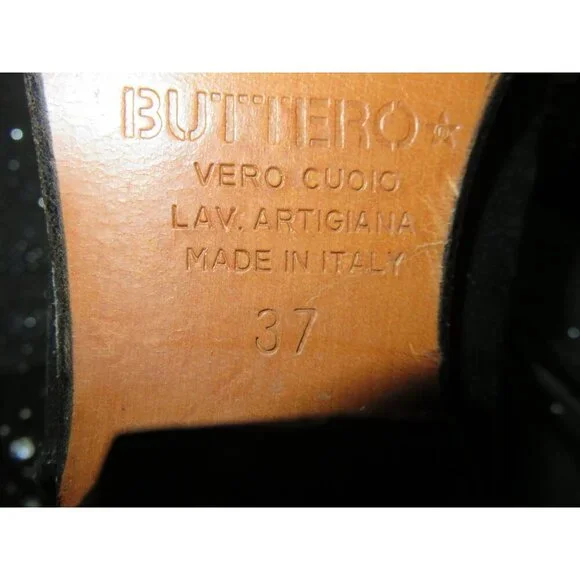 BUTTERO
VERO CUOIO
LAV. ARTIGIANA
MADE IN ITALY
37